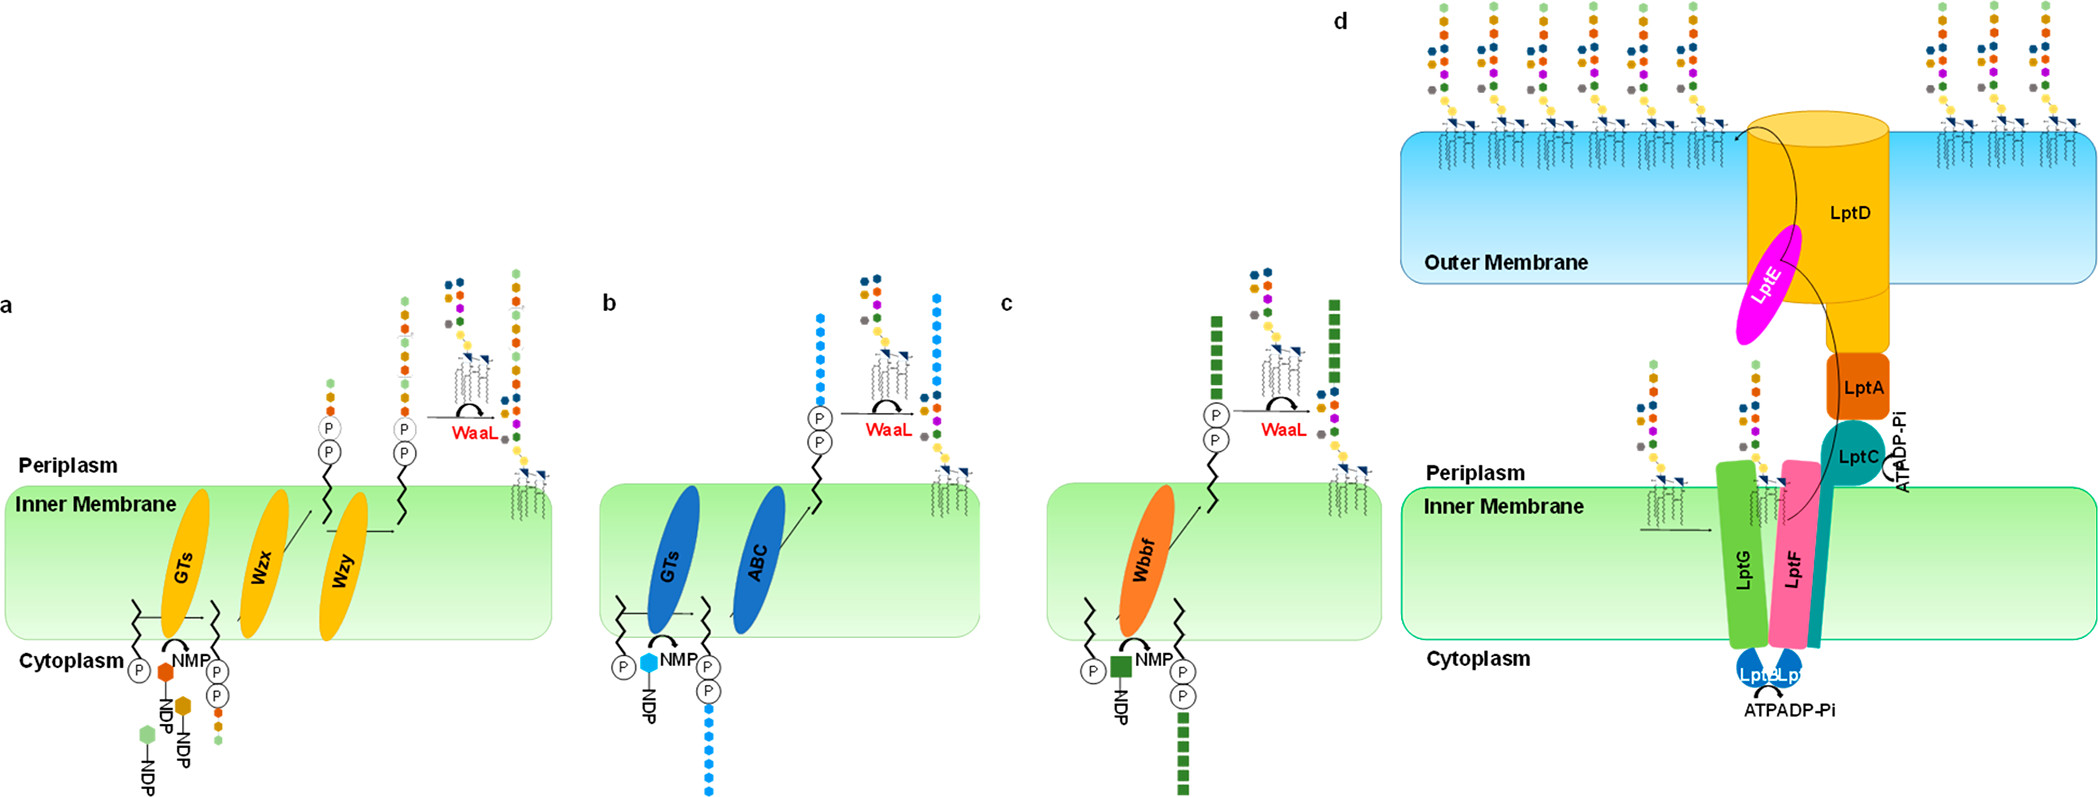 a
P
P
P
P
WaaL
Periplasm
Inner Membrane
GTs
Wzx
Wzy
Cytoplasm
P
NMP
P
P
NDP
NDP
NDP
b
P
P
WaaL
GTs
ABC
P
NMP
P
P
NDP
c
P
P
WaaL
Wbbf
P
NMP
P
P
NDP
d
LptD
Outer Membrane
LptE
LptA
LptC
ATPADP-Pi
Periplasm
Inner Membrane
LptG
LptF
Cytoplasm
ATPADP-Pi